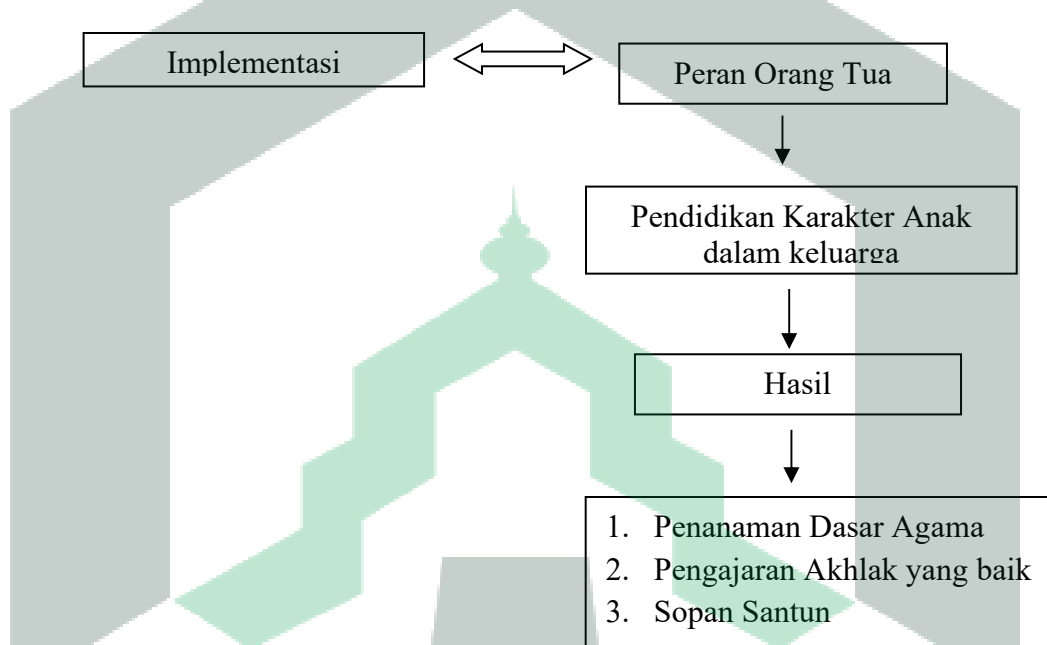 Implementasi
Peran Orang Tua
Pendidikan Karakter Anak
dalam keluarga
Hasil
1. Penanaman Dasar Agama
2. Pengajaran Akhlak yang baik
3. Sopan Santun